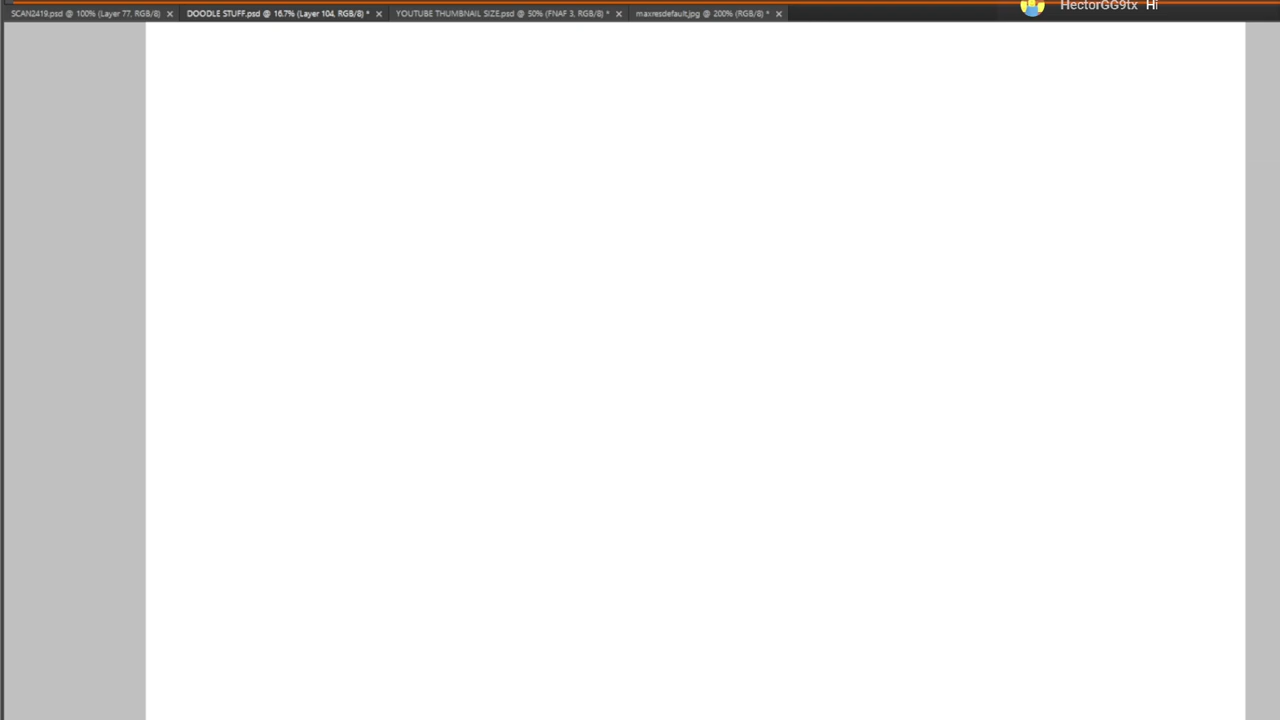 HectorGG9tx Hi
SCAN2419.psd @ 100% (Layer 77, RGB/8) × DOODLE STUFF.psd @ 16.7% (Layer 104, RGB/8) * × YOUTUBE THUMBNAIL SIZE.psd @ 50% (FNAF 3, RGB/8) * × maxresdefault.jpg @ 200% (RGB/8) * ×